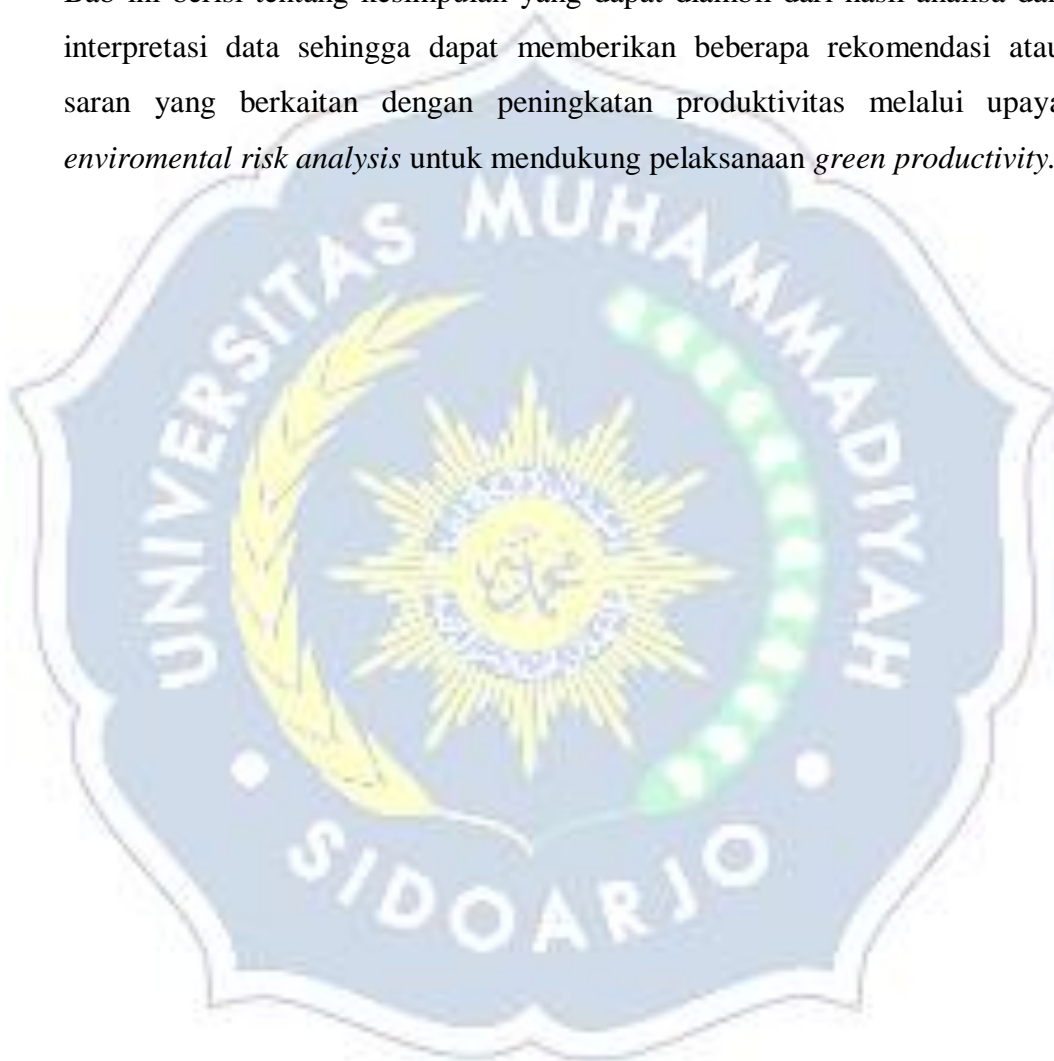 Bab ini berisi tentang kesimpulan yang dapat diambil dari hasil analisa dan
interpretasi data sehingga dapat memberikan beberapa rekomendasi atau
saran yang berkaitan dengan peningkatan produktivitas melalui upaya
enviromental risk analysis untuk mendukung pelaksanaan green productivity.
UNIVERSITAS MUHAMMADIYAH
SIDOARJO